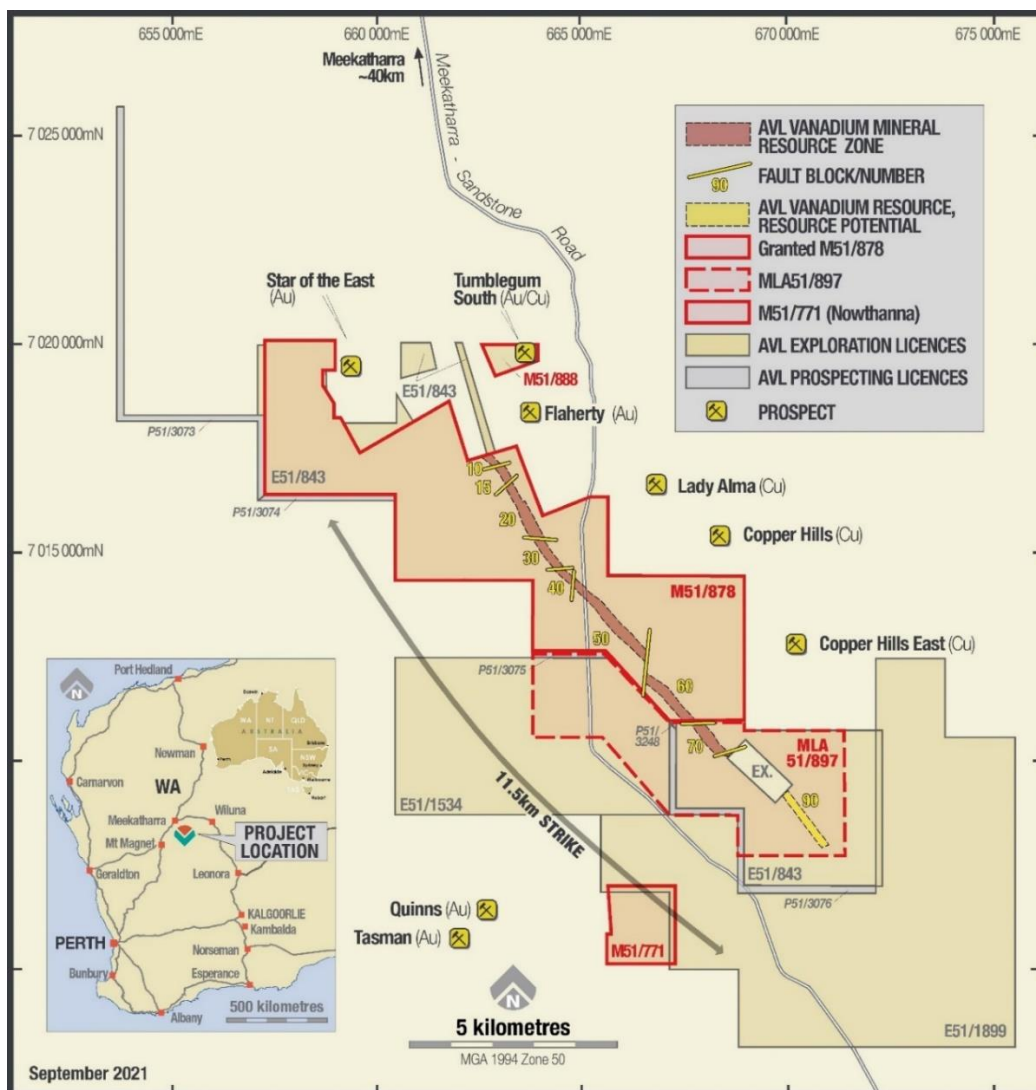 655 000mE
660 000mE
665 000mE
670 000mE
675 000mE
Meekatharra
~40km
Meekatharra - Sandstone Road
7 025 000mN
AVL VANADIUM MINERAL
RESOURCE ZONE
90
FAULT BLOCK/NUMBER
AVL VANADIUM RESOURCE,
RESOURCE POTENTIAL
Granted M51/878
MLA51/897
M51/771 (Nowthanna)
AVL EXPLORATION LICENCES
AVL PROSPECTING LICENCES
PROSPECT
Star of the East
(Au)
Tumblegum
South (Au/Cu)
7 020 000mN
E51/843
M51/888
Flaherty (Au)
P51/3073
E51/843
10
15
P51/3074
20
Lady Alma (Cu)
Copper Hills (Cu)
7 015 000mN
30
40
M51/878
50
Copper Hills East (Cu)
P51/3075
60
P51/
3248
70
MLA
51/897
EX.
90
E51/1534
11.5km STRIKE
E51/843
P51/3076
Quinns (Au)
Tasman (Au)
M51/771
E51/1899
N
Port Hedland
Newman
WA
Carnarvon
Meekatharra
Wiluna
Mt Magnet
PROJECT
LOCATION
Geraldton
Leonora
KALGOORLIE
Kambalda
PERTH
Norseman
Bunbury
Esperance
Albany
500 kilometres
WA
NT
QLD
AUSTRALIA
SA
NSW
N
5 kilometres
MGA 1994 Zone 50
September 2021